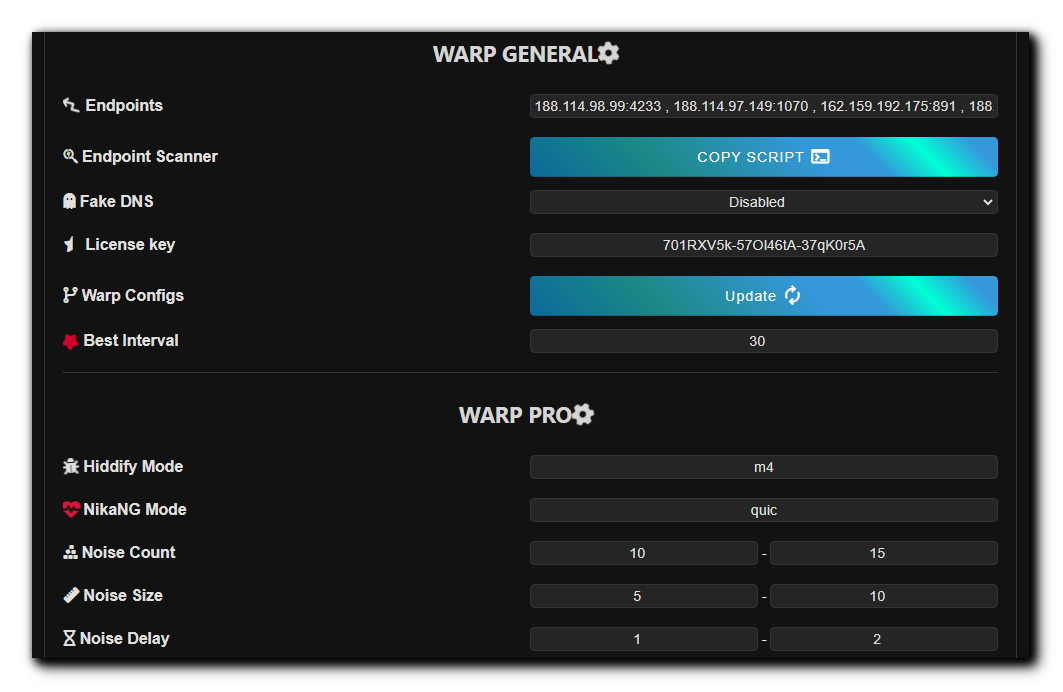 WARP GENERAL
Endpoints
188.114.98.99:4233 , 188.114.97.149:1070 , 162.159.192.175:891 , 188
Endpoint Scanner
COPY SCRIPT
Fake DNS
Disabled
License key
701RXV5k-57OI46tA-37qK0r5A
Warp Configs
Update
Best Interval
30
WARP PRO
Hiddify Mode
m4
NikaNG Mode
quic
Noise Count
10 - 15
Noise Size
5 - 10
Noise Delay
1 - 2